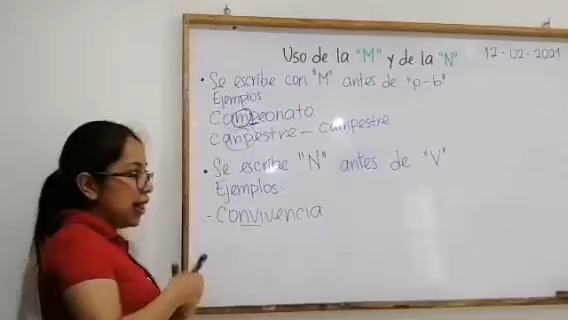 Uso de la "M" y de la "N" 12-02-2021
• Se escribe con "M" antes de "p-b"
Ejemplos
Campeonato
Canpestre - campestre
• Se escribe "N" antes de "V"
Ejemplos:
- Convivencia